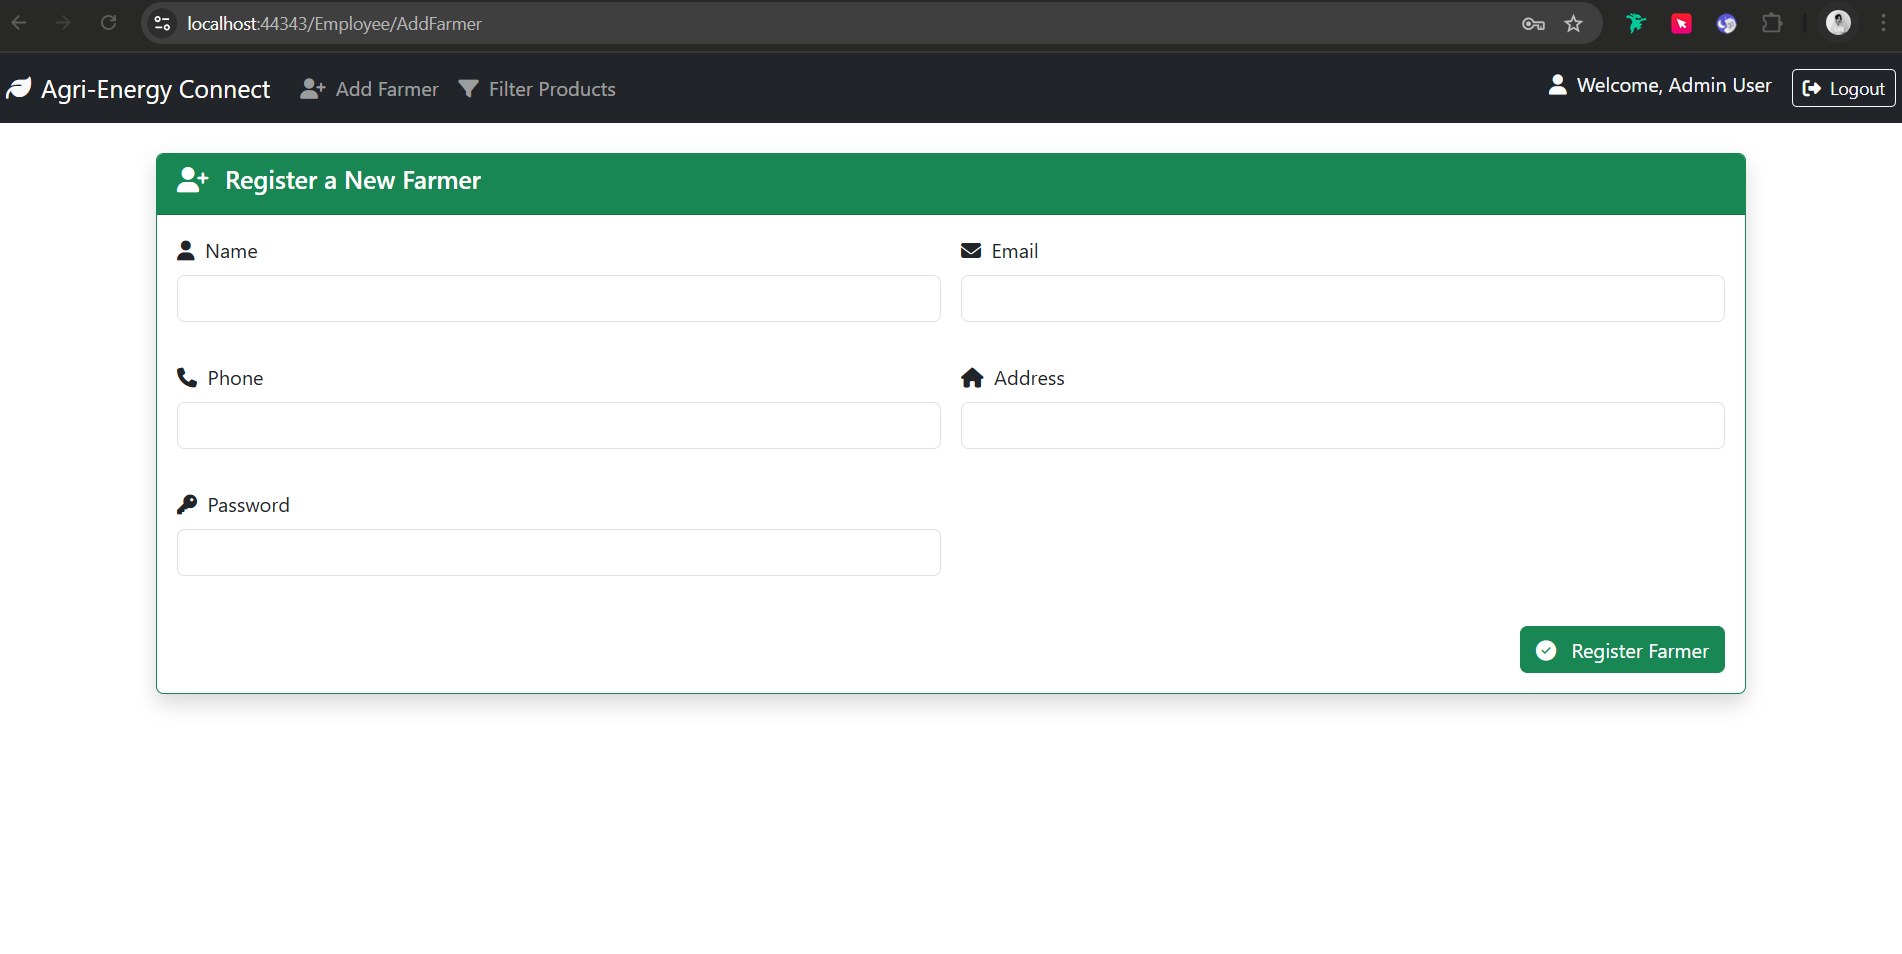 localhost:44343/Employee/AddFarmer
Agri-Energy Connect Add Farmer Filter Products Welcome, Admin User Logout
Register a New Farmer
Name Email
Phone Address
Password
Register Farmer